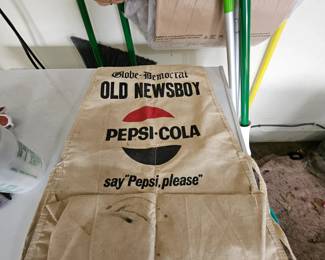 Globe-Democrat
OLD NEWSBOY
PEPSI·COLA
say "Pepsi, please"